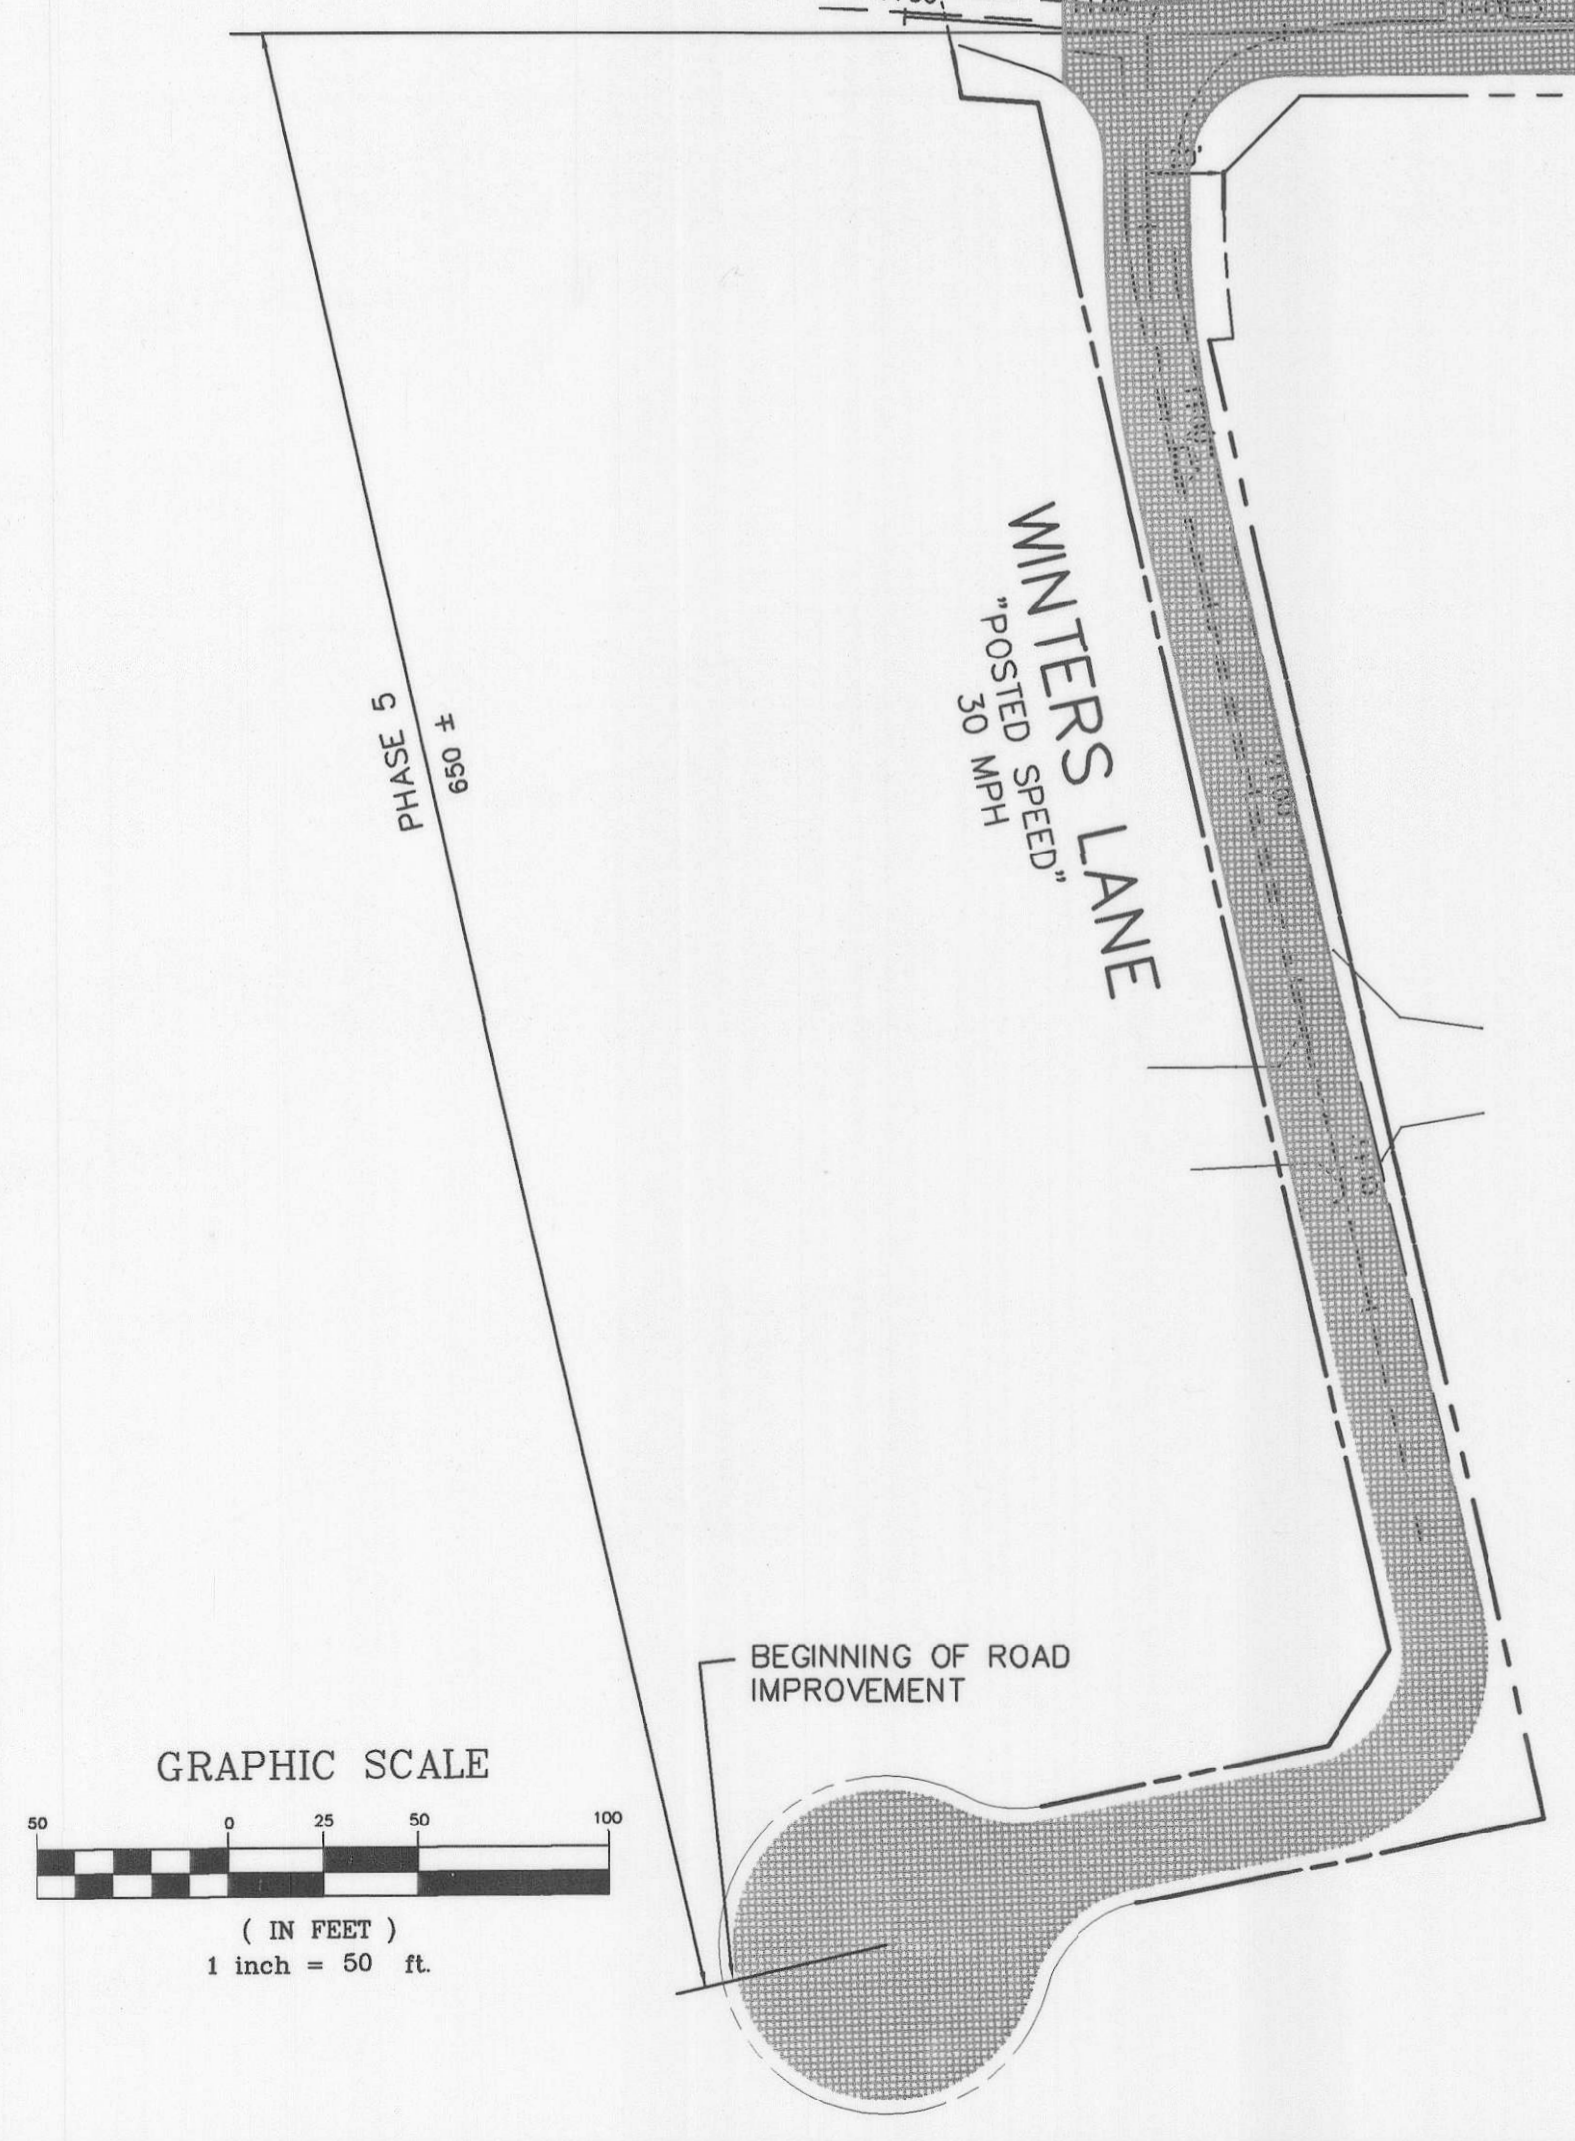 WINTERS LANE
"POSTED SPEED"
30 MPH
PHASE 5
650 ±
BEGINNING OF ROAD
IMPROVEMENT
GRAPHIC SCALE
50 0 25 50 100
( IN FEET )
1 inch = 50 ft.